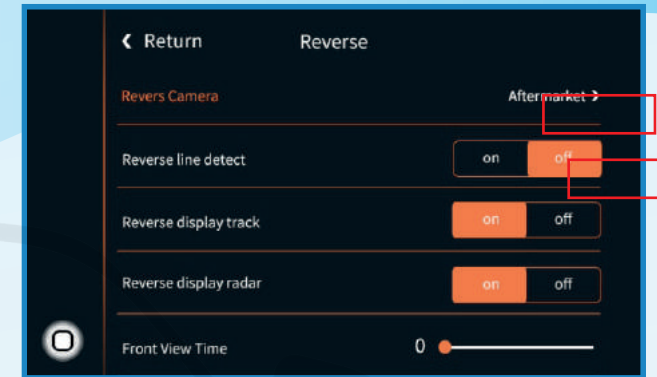 ❮ Return Reverse
Revers Camera Aftermarket ❯
Reverse line detect on off
Reverse display track on off
Reverse display radar on off
Front View Time 0